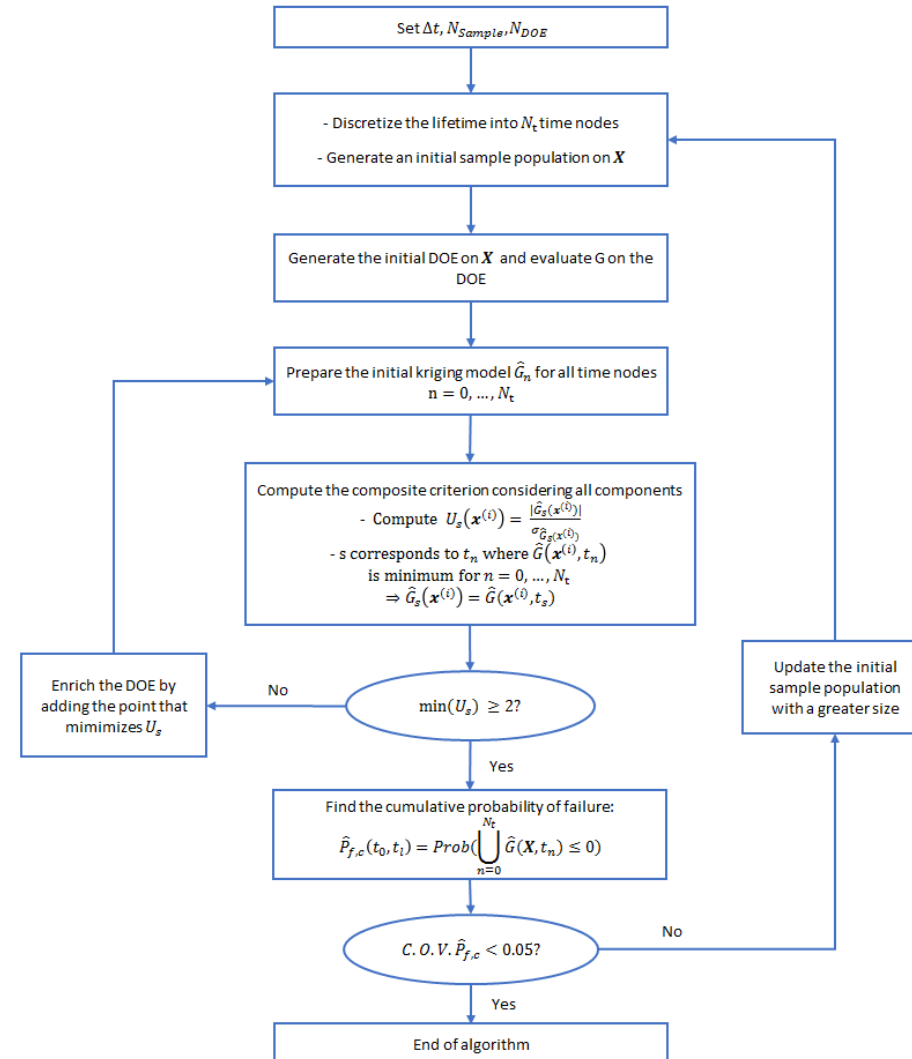 Set Δt, N_Sample, N_DOE
- Discretize the lifetime into N_t time nodes
- Generate an initial sample population on X
Generate the initial DOE on X and evaluate G on the
DOE
Prepare the initial kriging model Ĝ_n for all time nodes
n = 0, …, N_t
Compute the composite criterion considering all components
- Compute U_s(x^(i)) = |Ĝ_s(x^(i))| / σ_Ĝ_s(x^(i))
- s corresponds to t_n where Ĝ(x^(i), t_n)
is minimum for n = 0, …, N_t
⇒ Ĝ_s(x^(i)) = Ĝ(x^(i), t_s)
Enrich the DOE by
adding the point that
mimimizes U_s
No
min(U_s) ≥ 2?
Update the initial
sample population
with a greater size
Yes
Find the cumulative probability of failure:
P̂_f,c(t_0, t_l) = Prob(⋃_{n=0}^{N_t} Ĝ(X, t_n) ≤ 0)
C.O.V.P̂_f,c < 0.05?
No
Yes
End of algorithm